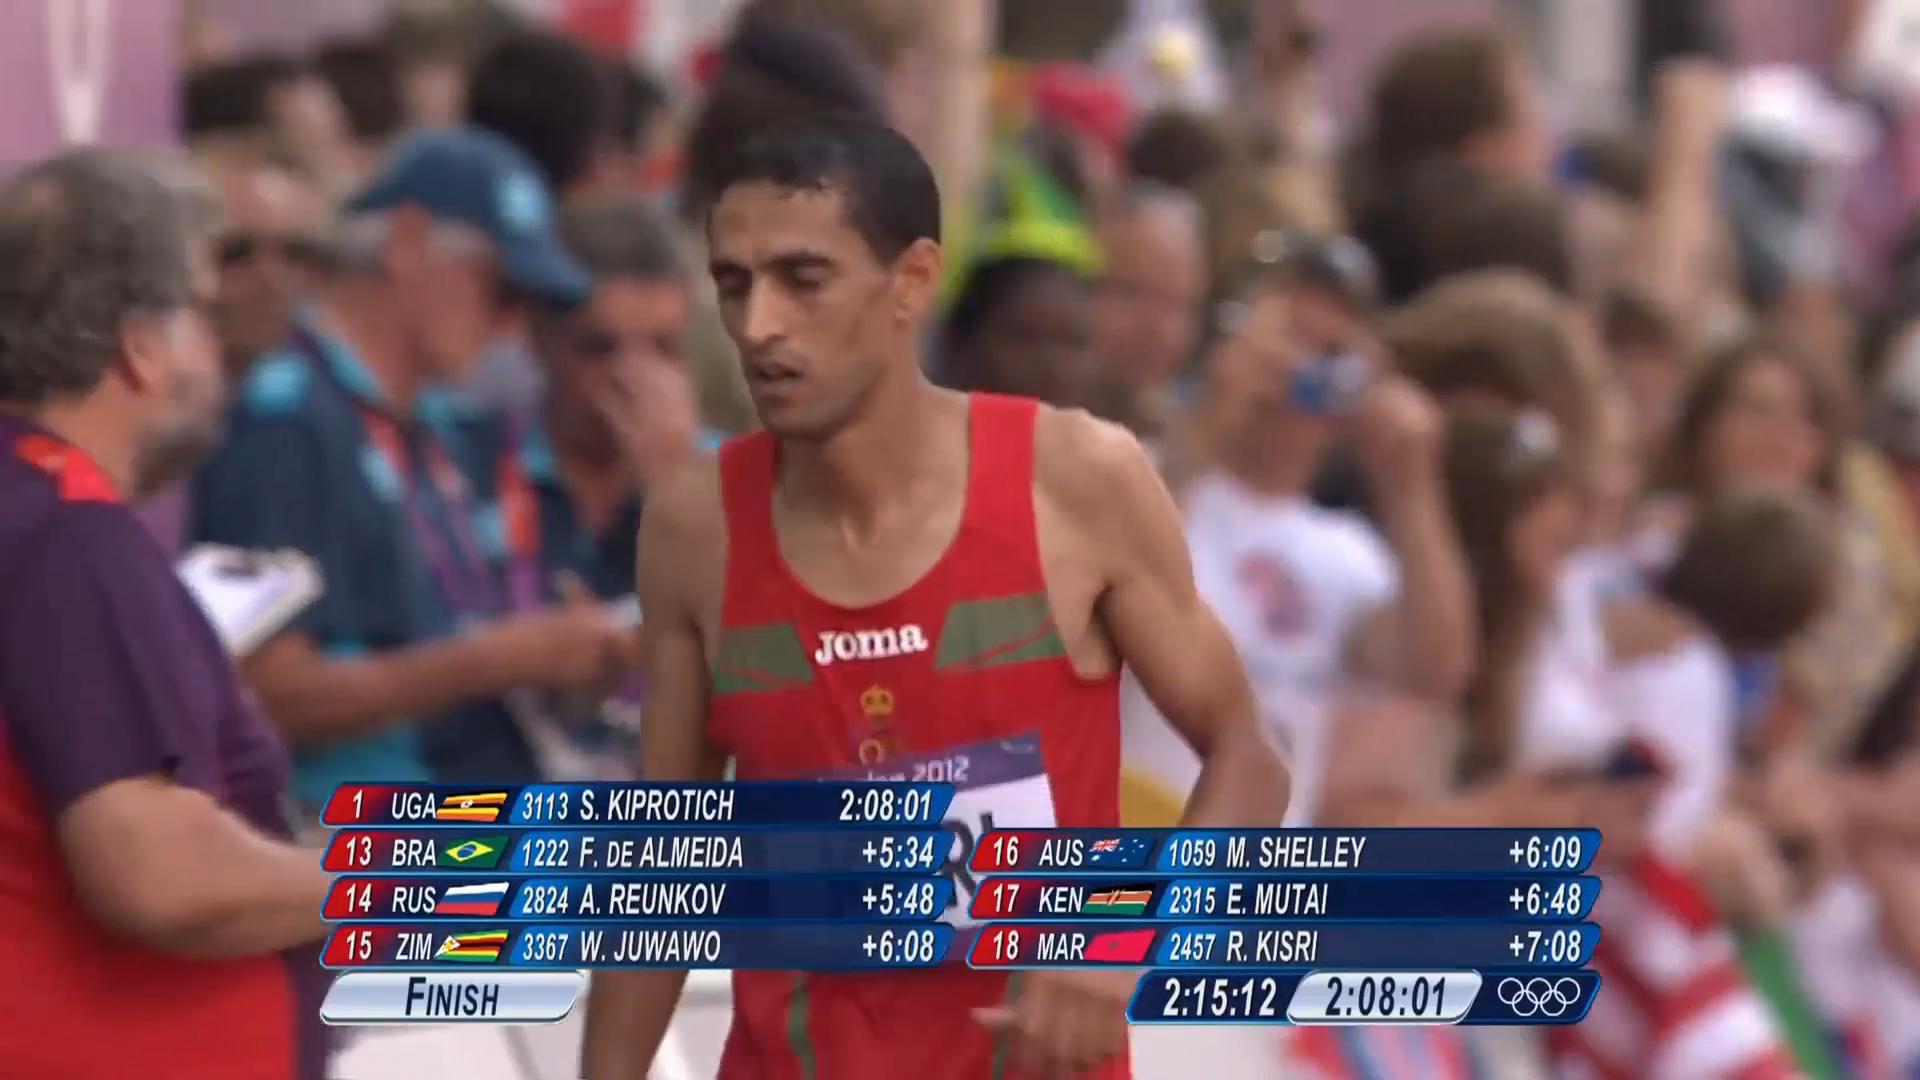 Joma
London 2012
1 UGA 3113 S. KIPROTICH 2:08:01
13 BRA 1222 F. DE ALMEIDA +5:34
14 RUS 2824 A. REUNKOV +5:48
15 ZIM 3367 W. JUWAWO +6:08
16 AUS 1059 M. SHELLEY +6:09
17 KEN 2315 E. MUTAI +6:48
18 MAR 2457 R. KISRI +7:08
FINISH
2:15:12 2:08:01